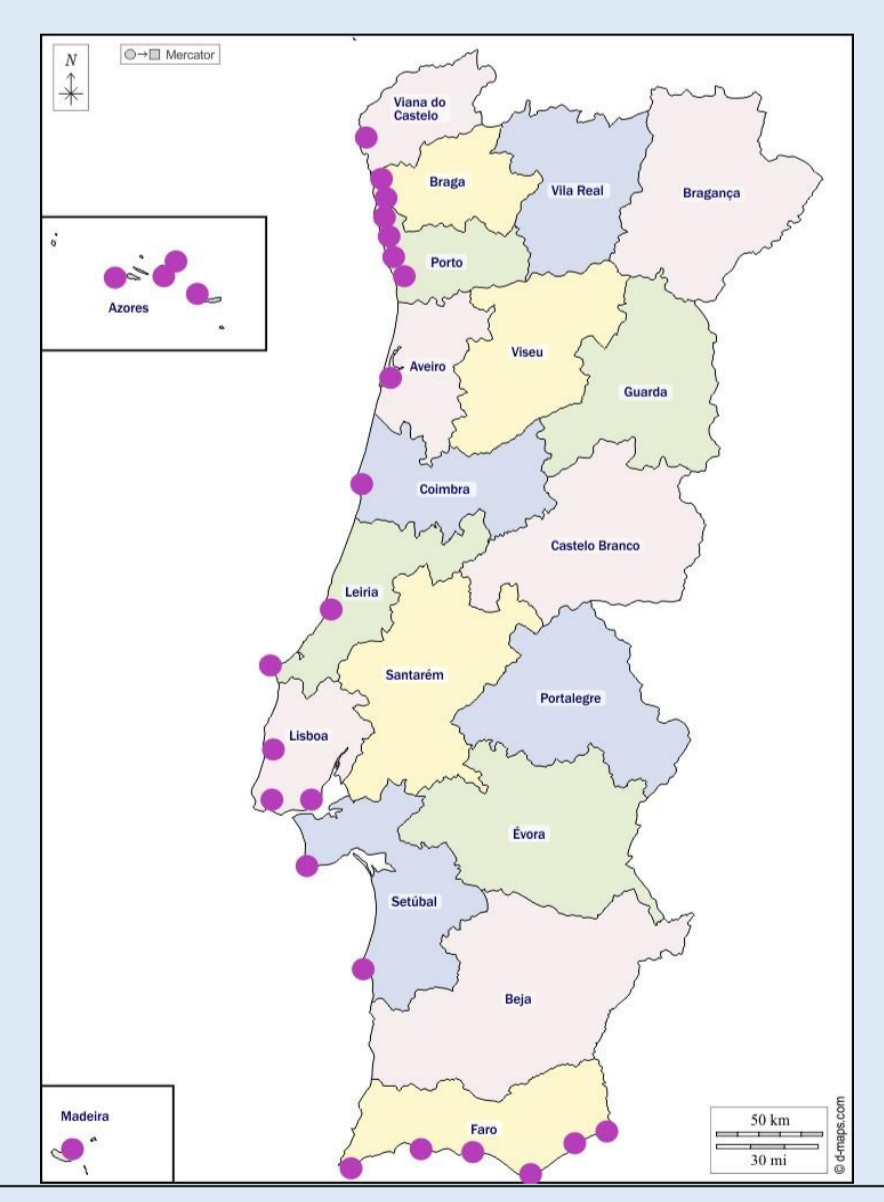 N
Mercator
Viana do
Castelo
Braga
Vila Real
Bragança
Porto
Azores
Aveiro
Viseu
Guarda
Coimbra
Castelo Branco
Leiria
Santarém
Portalegre
Lisboa
Évora
Setúbal
Beja
Madeira
Faro
50 km
30 mi
© d-maps.com